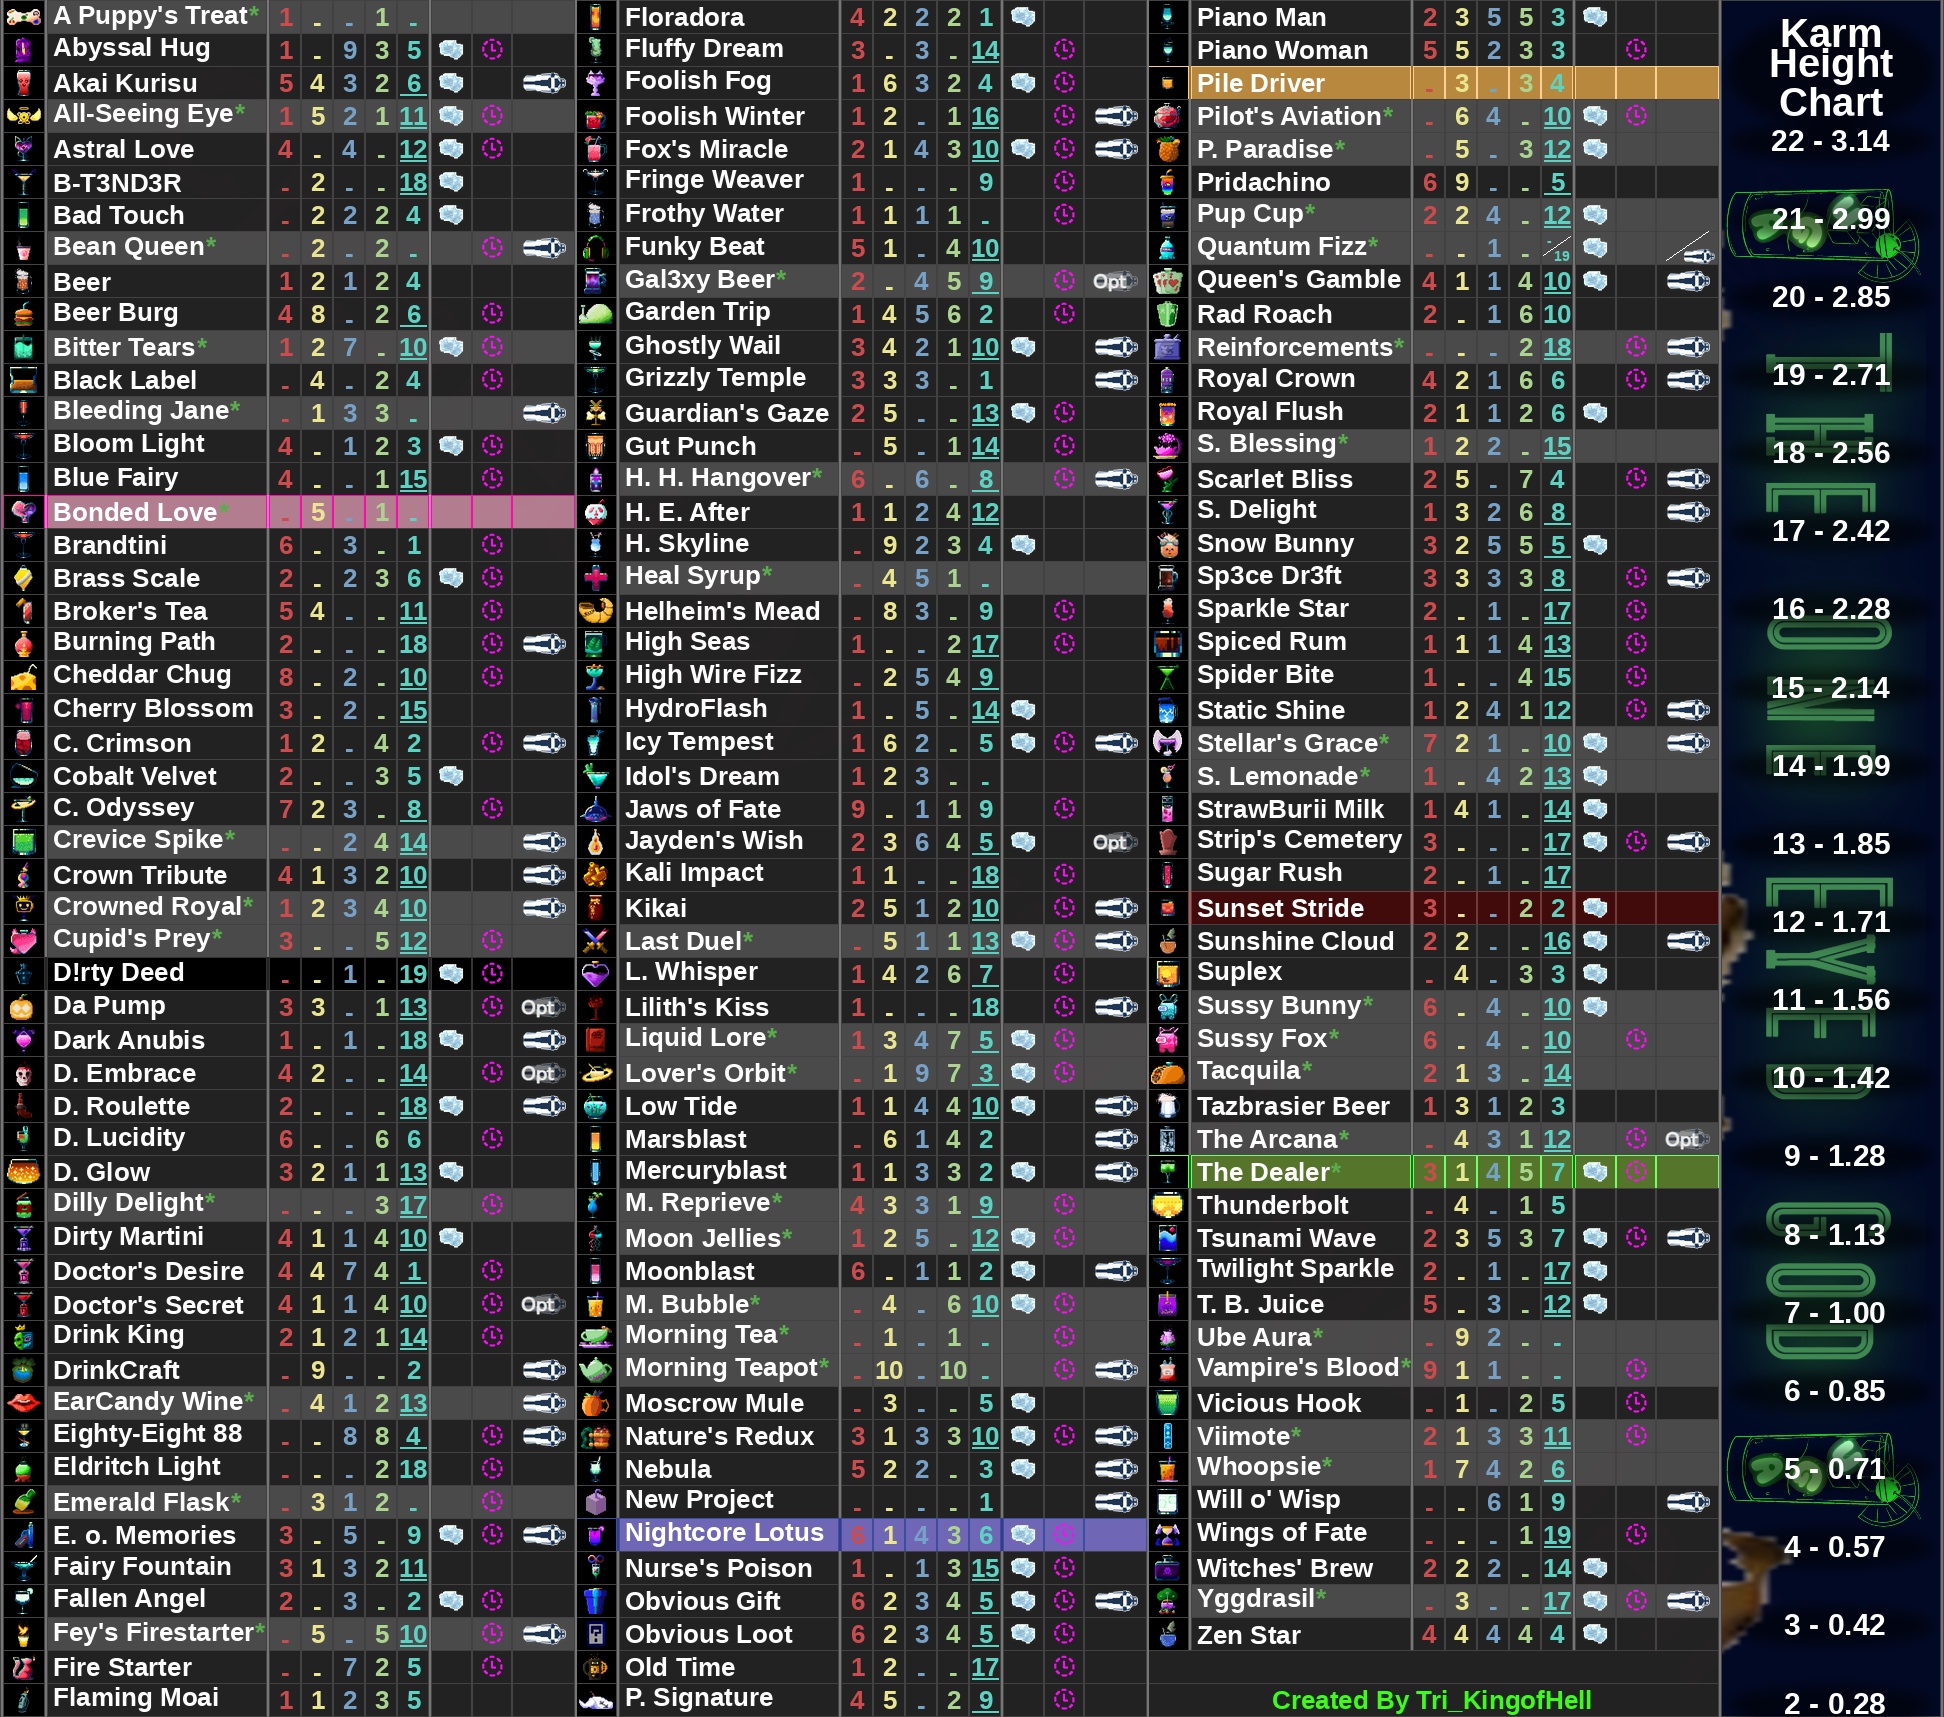 A Puppy's Treat* 1 - - 1 -
Abyssal Hug 1 - 9 3 5
Akai Kurisu 5 4 3 2 6
All-Seeing Eye* 1 5 2 1 11
Astral Love 4 - 4 - 12
B-T3ND3R - 2 - - 18
Bad Touch - 2 2 2 4
Bean Queen* - 2 - 2 -
Beer 1 2 1 2 4
Beer Burg 4 8 - 2 6
Bitter Tears* 1 2 7 - 10
Black Label - 4 - 2 4
Bleeding Jane* - 1 3 3 -
Bloom Light 4 - 1 2 3
Blue Fairy 4 - - 1 15
Bonded Love* - 5 - 1 -
Brandtini 6 - 3 - 1
Brass Scale 2 - 2 3 6
Broker's Tea 5 4 - - 11
Burning Path 2 - - - 18
Cheddar Chug 8 - 2 - 10
Cherry Blossom 3 - 2 - 15
C. Crimson 1 2 - 4 2
Cobalt Velvet 2 - - 3 5
C. Odyssey 7 2 3 - 8
Crevice Spike* - - 2 4 14
Crown Tribute 4 1 3 2 10
Crowned Royal* 1 2 3 4 10
Cupid's Prey* 3 - - 5 12
D!rty Deed - - 1 - 19
Da Pump 3 3 - 1 13 Opt
Dark Anubis 1 - 1 - 18
D. Embrace 4 2 - - 14 Opt
D. Roulette 2 - - - 18
D. Lucidity 6 - - 6 6
D. Glow 3 2 1 1 13
Dilly Delight* - - - 3 17
Dirty Martini 4 1 1 4 10
Doctor's Desire 4 4 7 4 1
Doctor's Secret 4 1 1 4 10 Opt
Drink King 2 1 2 1 14
DrinkCraft - 9 - - 2
EarCandy Wine* - 4 1 2 13
Eighty-Eight 88 - - 8 8 4
Eldritch Light - - - 2 18
Emerald Flask* - 3 1 2 -
E. o. Memories 3 - 5 - 9
Fairy Fountain 3 1 3 2 11
Fallen Angel 2 - 3 - 2
Fey's Firestarter* - 5 - 5 10
Fire Starter - - 7 2 5
Flaming Moai 1 1 2 3 5
Floradora 4 2 2 2 1
Fluffy Dream 3 - 3 - 14
Foolish Fog 1 6 3 2 4
Foolish Winter 1 2 - 1 16
Fox's Miracle 2 1 4 3 10
Fringe Weaver 1 - - - 9
Frothy Water 1 1 1 1 -
Funky Beat 5 1 - 4 10
Gal3xy Beer* 2 - 4 5 9 Opt
Garden Trip 1 4 5 6 2
Ghostly Wail 3 4 2 1 10
Grizzly Temple 3 3 3 - 1
Guardian's Gaze 2 5 - - 13
Gut Punch - 5 - 1 14
H. H. Hangover* 6 - 6 - 8
H. E. After 1 1 2 4 12
H. Skyline - 9 2 3 4
Heal Syrup* - 4 5 1 -
Helheim's Mead - 8 3 - 9
High Seas 1 - - 2 17
High Wire Fizz - 2 5 4 9
HydroFlash 1 - 5 - 14
Icy Tempest 1 6 2 - 5
Idol's Dream 1 2 3 - -
Jaws of Fate 9 - 1 1 9
Jayden's Wish 2 3 6 4 5 Opt
Kali Impact 1 1 - - 18
Kikai 2 5 1 2 10
Last Duel* - 5 1 1 13
L. Whisper 1 4 2 6 7
Lilith's Kiss 1 - - - 18
Liquid Lore* 1 3 4 7 5
Lover's Orbit* - 1 9 7 3
Low Tide 1 1 4 4 10
Marsblast - 6 1 4 2
Mercuryblast 1 1 3 3 2
M. Reprieve* 4 3 3 1 9
Moon Jellies* 1 2 5 - 12
Moonblast 6 - 1 1 2
M. Bubble* - 4 - 6 10
Morning Tea* - 1 - 1 -
Morning Teapot* - 10 - 10 -
Moscrow Mule - 3 - - 5
Nature's Redux 3 1 3 3 10
Nebula 5 2 2 - 3
New Project - - - - 1
Nightcore Lotus 6 1 4 3 6
Nurse's Poison 1 - 1 3 15
Obvious Gift 6 2 3 4 5
Obvious Loot 6 2 3 4 5
Old Time 1 2 - - 17
P. Signature 4 5 - 2 9
Piano Man 2 3 5 5 3
Piano Woman 5 5 2 3 3
Pile Driver - 3 - 3 4
Pilot's Aviation* - 6 4 - 10
P. Paradise* - 5 - 3 12
Pridachino 6 9 - - 5
Pup Cup* 2 2 4 - 12
Quantum Fizz* - - 1 - -/19
Queen's Gamble 4 1 1 4 10
Rad Roach 2 - 1 6 10
Reinforcements* - - - 2 18
Royal Crown 4 2 1 6 6
Royal Flush 2 1 1 2 6
S. Blessing* 1 2 2 - 15
Scarlet Bliss 2 5 - 7 4
S. Delight 1 3 2 6 8
Snow Bunny 3 2 5 5 5
Sp3ce Dr3ft 3 3 3 3 8
Sparkle Star 2 - 1 - 17
Spiced Rum 1 1 1 4 13
Spider Bite 1 - - 4 15
Static Shine 1 2 4 1 12
Stellar's Grace* 7 2 1 - 10
S. Lemonade* 1 - 4 2 13
StrawBurii Milk 1 4 1 - 14
Strip's Cemetery 3 - - - 17
Sugar Rush 2 - 1 - 17
Sunset Stride 3 - - 2 2
Sunshine Cloud 2 2 - - 16
Suplex - 4 - 3 3
Sussy Bunny* 6 - 4 - 10
Sussy Fox* 6 - 4 - 10
Tacquila* 2 1 3 - 14
Tazbrasier Beer 1 3 1 2 3
The Arcana* - 4 3 1 12 Opt
The Dealer* 3 1 4 5 7
Thunderbolt - 4 - 1 5
Tsunami Wave 2 3 5 3 7
Twilight Sparkle 2 - 1 - 17
T. B. Juice 5 - 3 - 12
Ube Aura* - 9 2 - -
Vampire's Blood* 9 1 1 - -
Vicious Hook - 1 - 2 5
Viimote* 2 1 3 3 11
Whoopsie* 1 7 4 2 6
Will o' Wisp - - 6 1 9
Wings of Fate - - - 1 19
Witches' Brew 2 2 2 - 14
Yggdrasil* - 3 - - 17
Zen Star 4 4 4 4 4
Created By Tri_KingofHell
Karm
Height
Chart
22 - 3.14
21 - 2.99
20 - 2.85
19 - 2.71
18 - 2.56
17 - 2.42
16 - 2.28
15 - 2.14
14 - 1.99
13 - 1.85
12 - 1.71
11 - 1.56
10 - 1.42
9 - 1.28
8 - 1.13
7 - 1.00
6 - 0.85
5 - 0.71
4 - 0.57
3 - 0.42
2 - 0.28
THE ONE EYED GOD